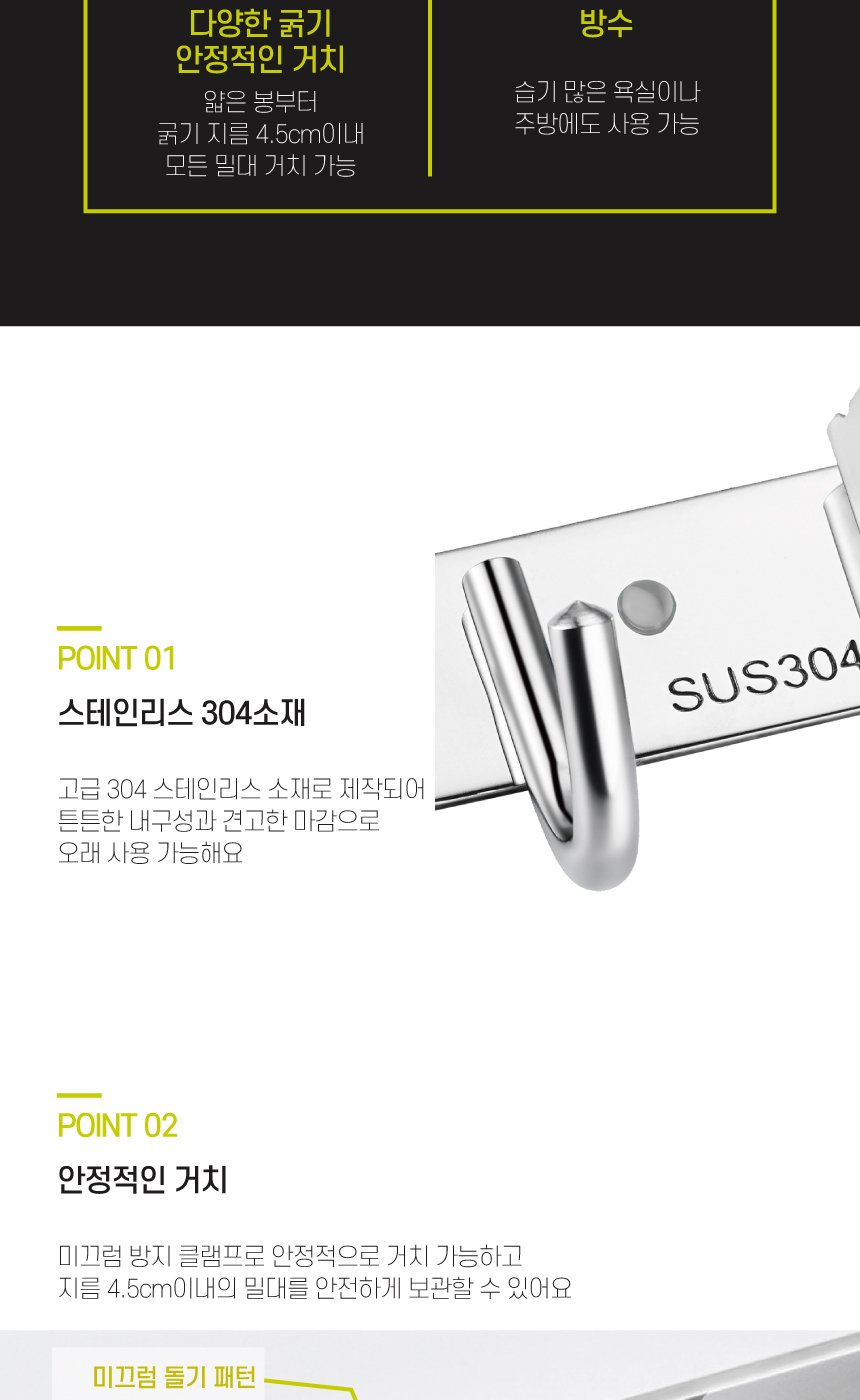 다양한 굵기
안정적인 거치
얇은 봉부터
굵기 지름 4.5cm이내
모든 밀대 거치 가능
방수
습기 많은 욕실이나
주방에도 사용 가능
SUS304
POINT 01
스테인리스 304소재
고급 304 스테인리스 소재로 제작되어
튼튼한 내구성과 견고한 마감으로
오래 사용 가능해요
POINT 02
안정적인 거치
미끄럼 방지 클램프로 안정적으로 거치 가능하고
지름 4.5cm이내의 밀대를 안전하게 보관할 수 있어요
미끄럼 돌기 패턴